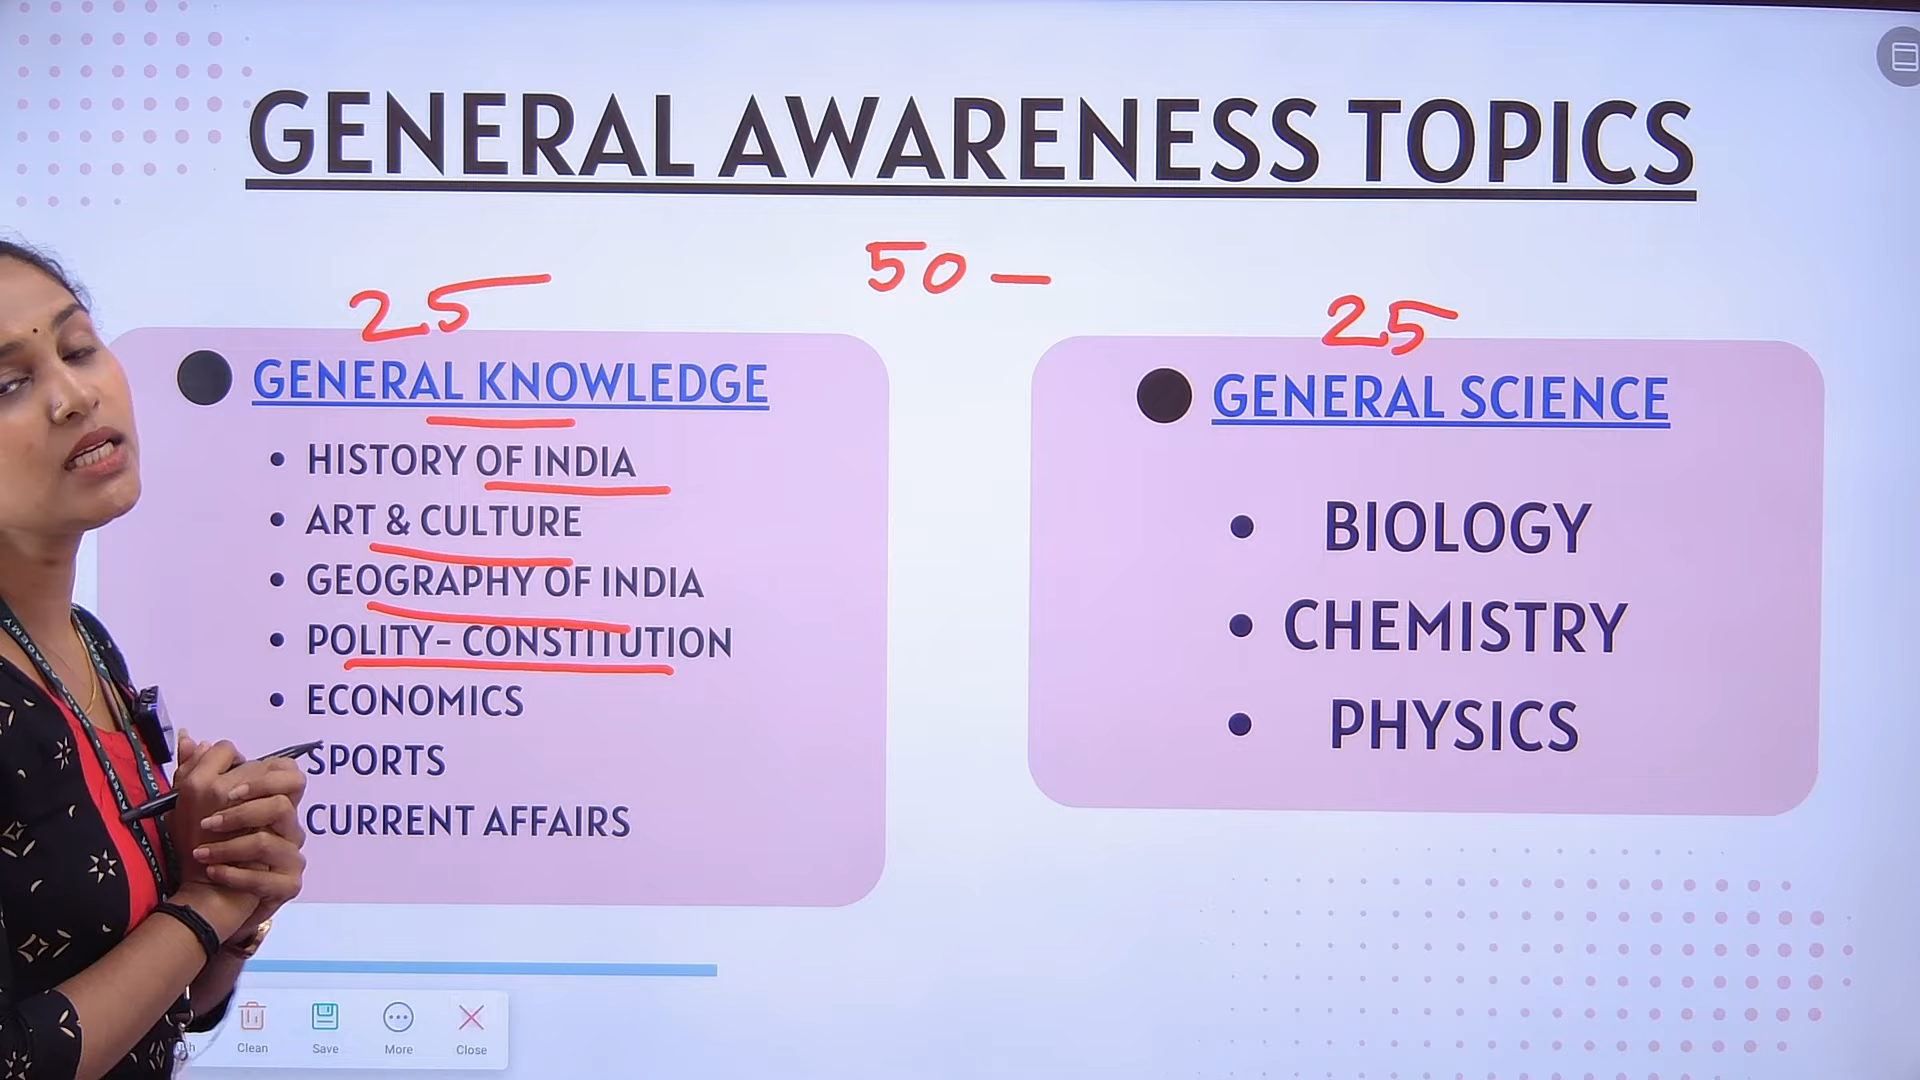 GENERAL AWARENESS TOPICS
50 –
25
GENERAL KNOWLEDGE
• HISTORY OF INDIA
• ART & CULTURE
• GEOGRAPHY OF INDIA
• POLITY- CONSTITUTION
• ECONOMICS
SPORTS
CURRENT AFFAIRS
25
GENERAL SCIENCE
• BIOLOGY
• CHEMISTRY
• PHYSICS
Clean
Save
More
Close